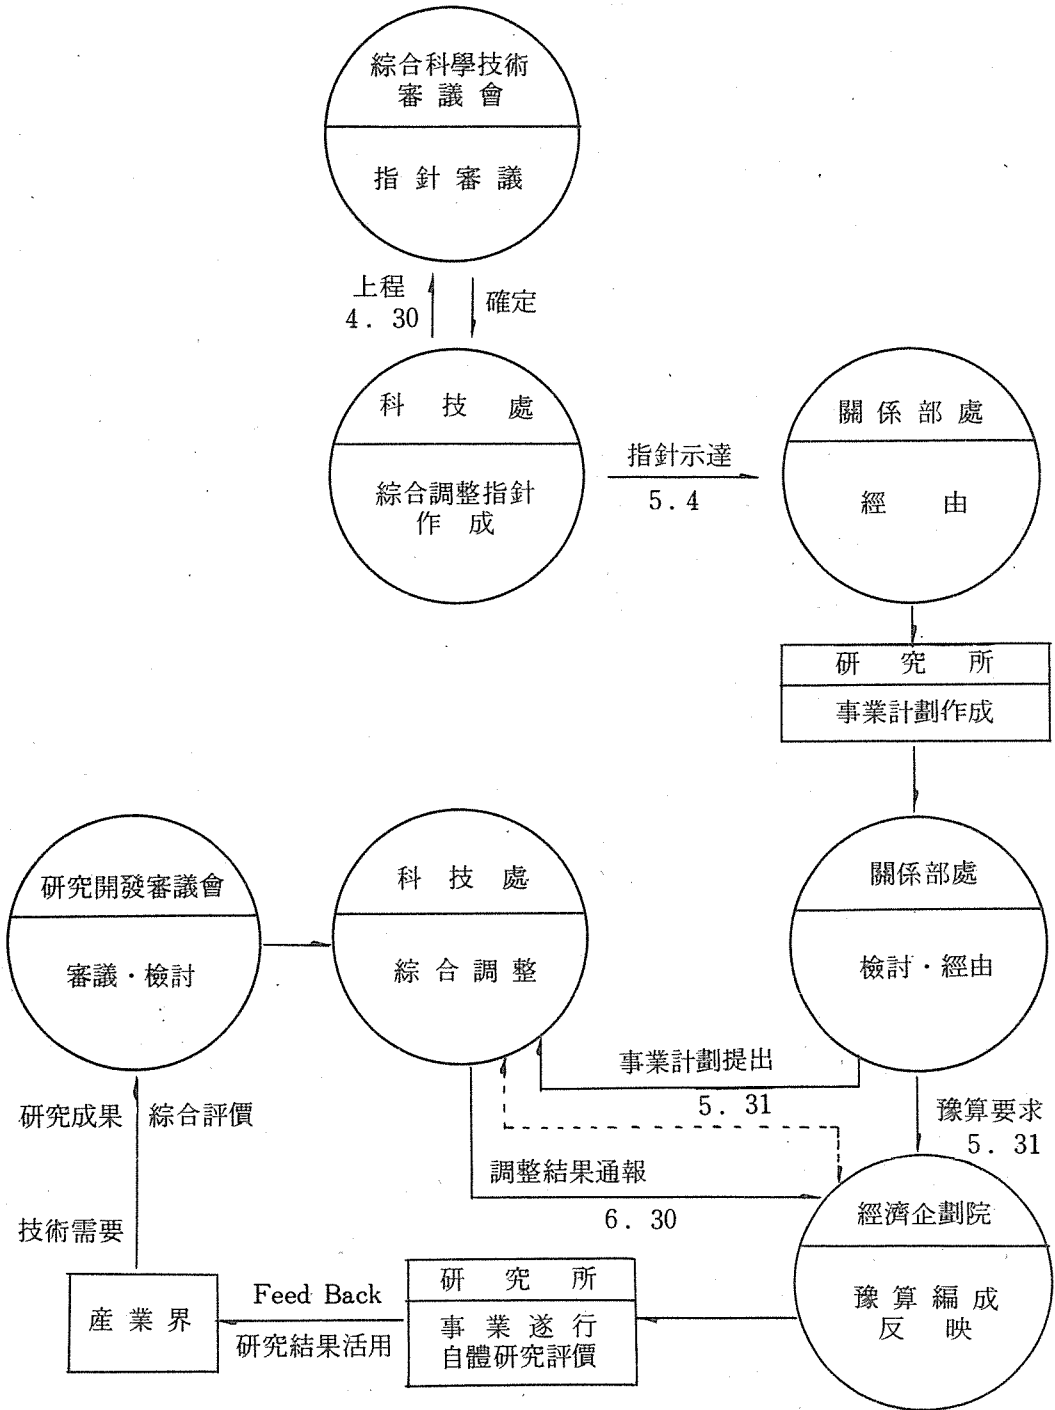 綜合科學技術
審議會
指針審議
上程
4.30
確定
科技處
綜合調整指針
作成
指針示達
5.4
關係部處
經由
研究所
事業計劃作成
關係部處
檢討·經由
科技處
綜合調整
研究開發審議會
審議·檢討
事業計劃提出
5.31
豫算要求
5.31
研究成果
綜合評價
調整結果通報
6.30
技術需要
經濟企劃院
豫算編成
反映
研究所
事業遂行
自體研究評價
Feed Back
研究結果活用
産業界